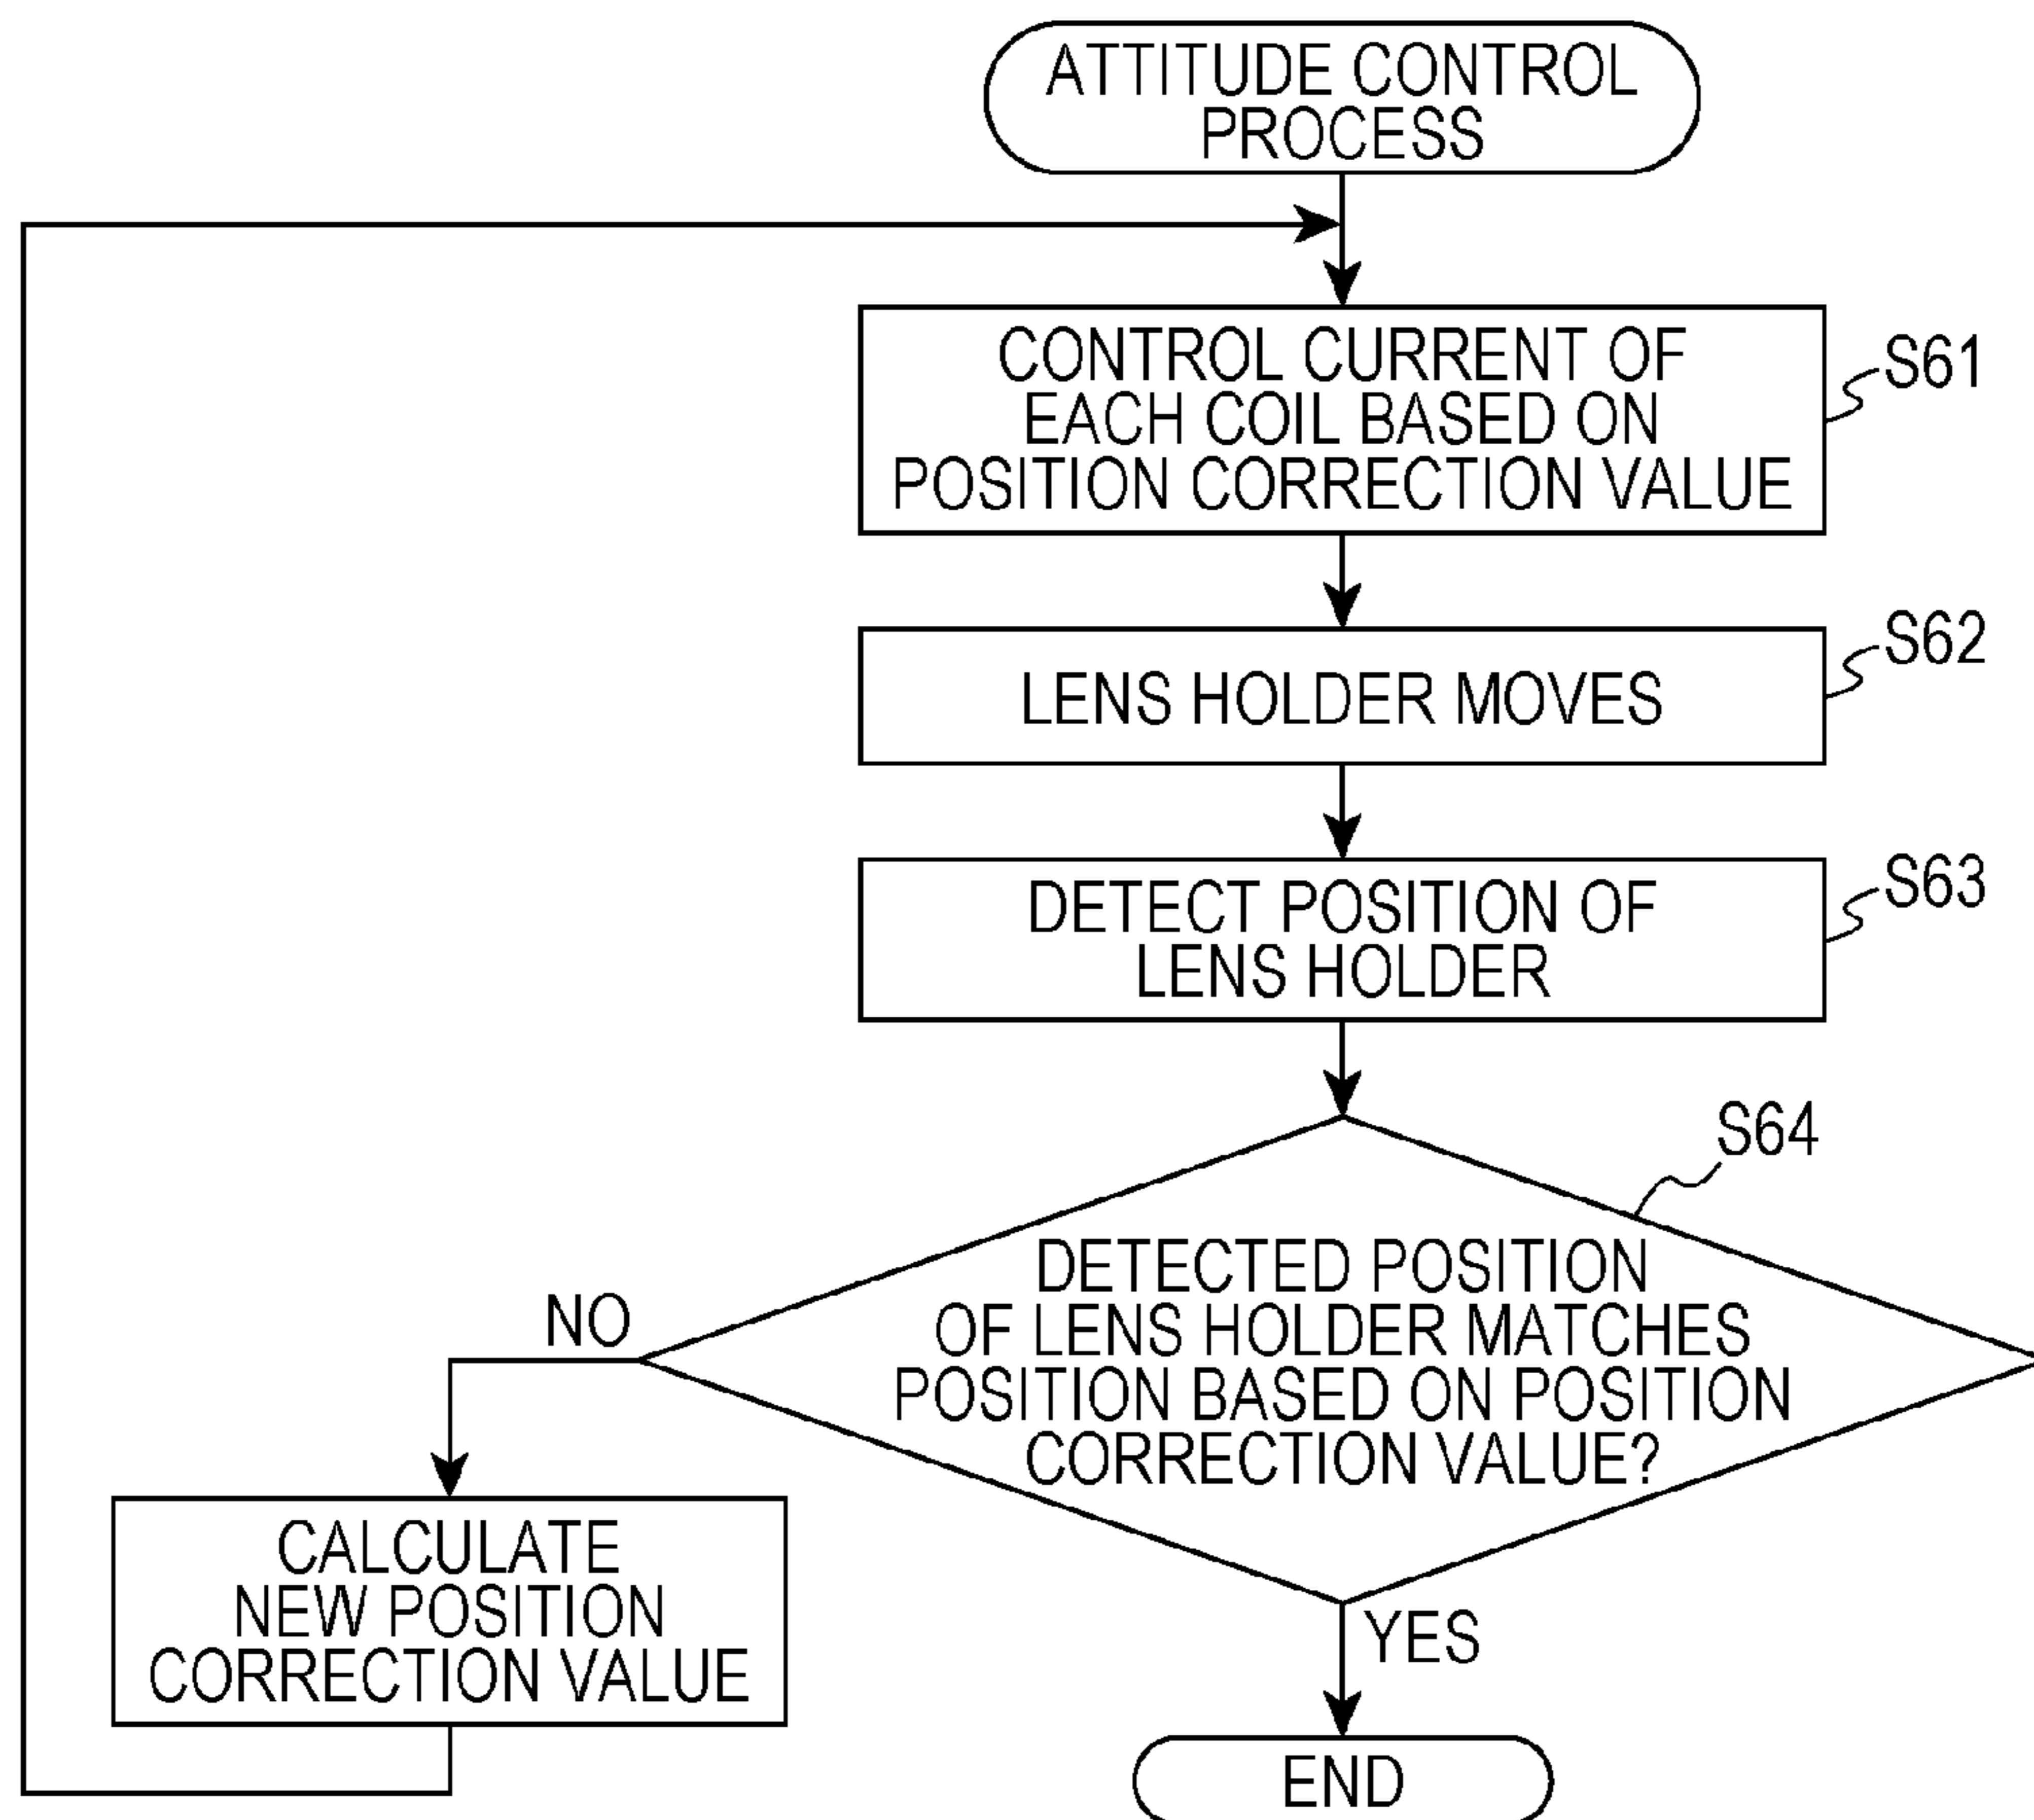 ATTITUDE CONTROL
PROCESS
CONTROL CURRENT OF
EACH COIL BASED ON
POSITION CORRECTION VALUE
S61
LENS HOLDER MOVES
S62
DETECT POSITION OF
LENS HOLDER
S63
S64
DETECTED POSITION
OF LENS HOLDER MATCHES
POSITION BASED ON POSITION
CORRECTION VALUE?
NO
CALCULATE
NEW POSITION
CORRECTION VALUE
YES
END